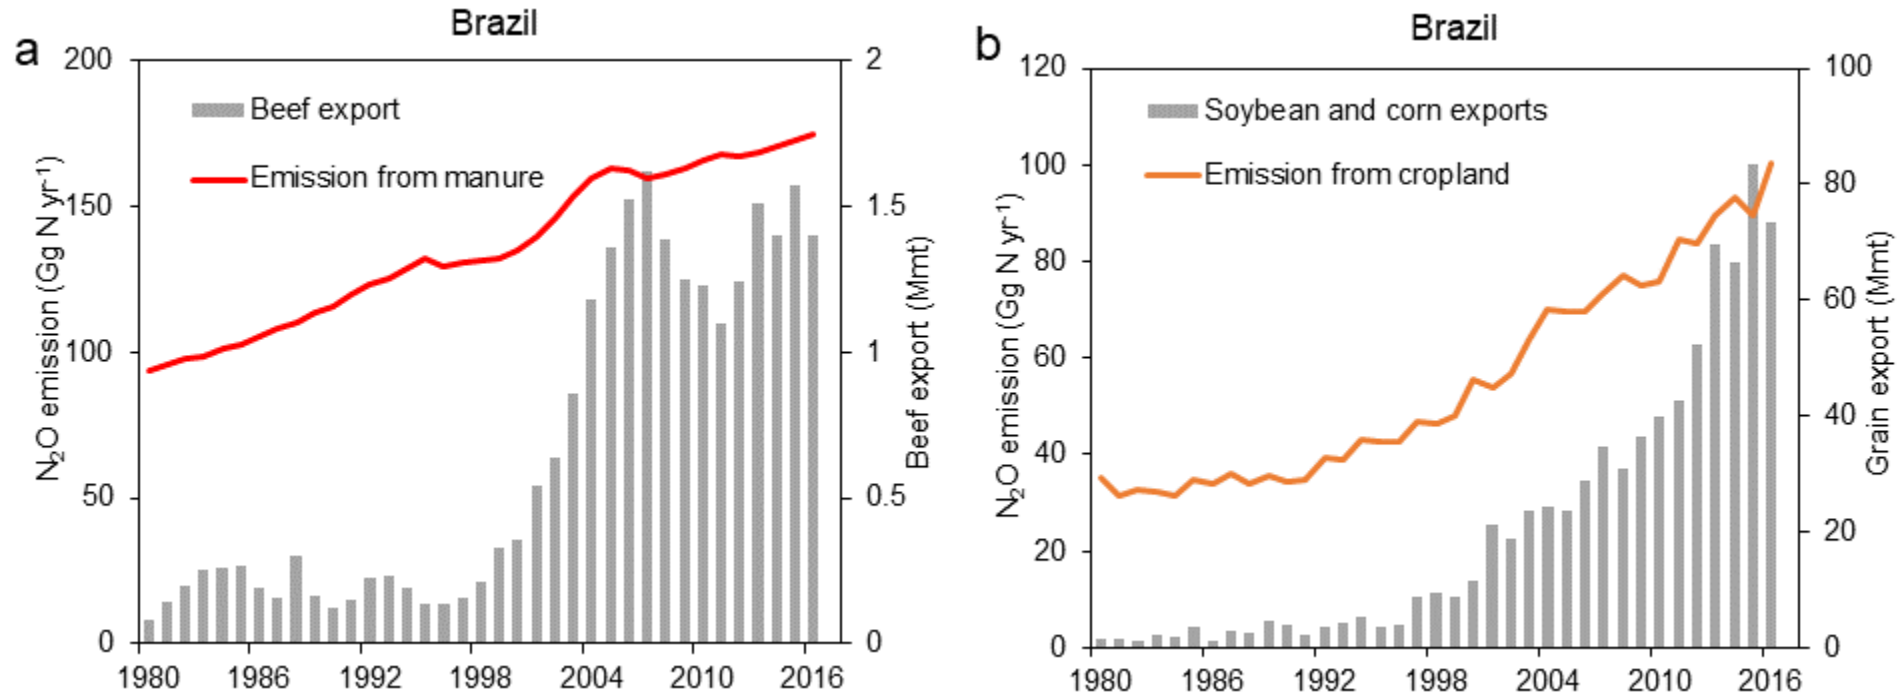 Brazil
a
200
150
100
50
0
N₂O emission (Gg N yr⁻¹)
Beef export
Emission from manure
2
1.5
1
0.5
0
Beef export (Mmt)
1980 1986 1992 1998 2004 2010 2016
Brazil
b
120
100
80
60
40
20
0
N₂O emission (Gg N yr⁻¹)
Soybean and corn exports
Emission from cropland
100
80
60
40
20
0
Grain export (Mmt)
1980 1986 1992 1998 2004 2010 2016